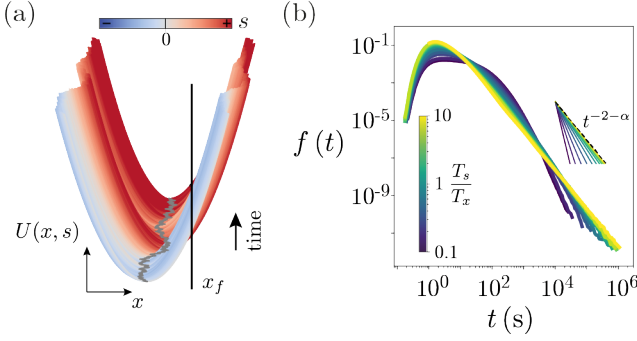 (a)
− 0 + s
U(x, s)
x
x_f
time
(b)
10^{-1}
10^{-5}
10^{-9}
f (t)
10
1
0.1
T_s / T_x
t^{-2-α}
10^0 10^2 10^4 10^6
t (s)